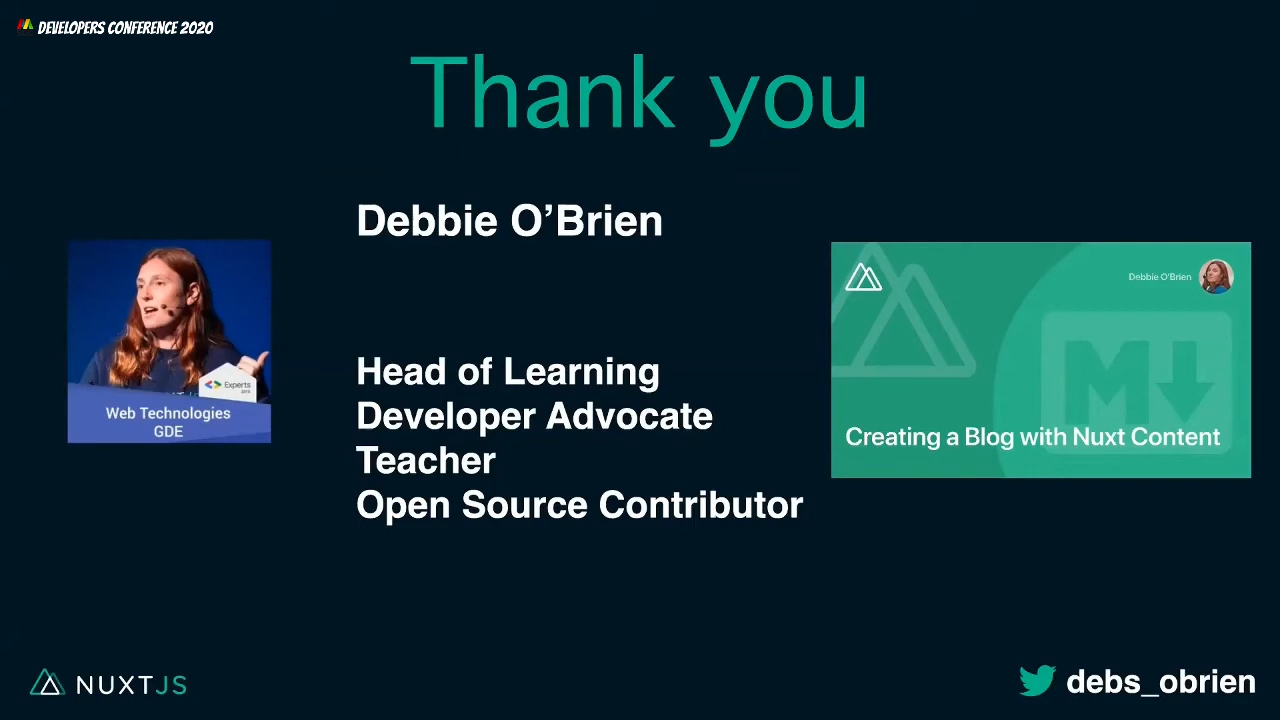 DEVELOPERS CONFERENCE 2020
Thank you
Debbie O'Brien
Head of Learning
Developer Advocate
Teacher
Open Source Contributor
Experts
Web Technologies
GDE
Debbie O'Brien
M
Creating a Blog with Nuxt Content
NUXTJS
debs_obrien